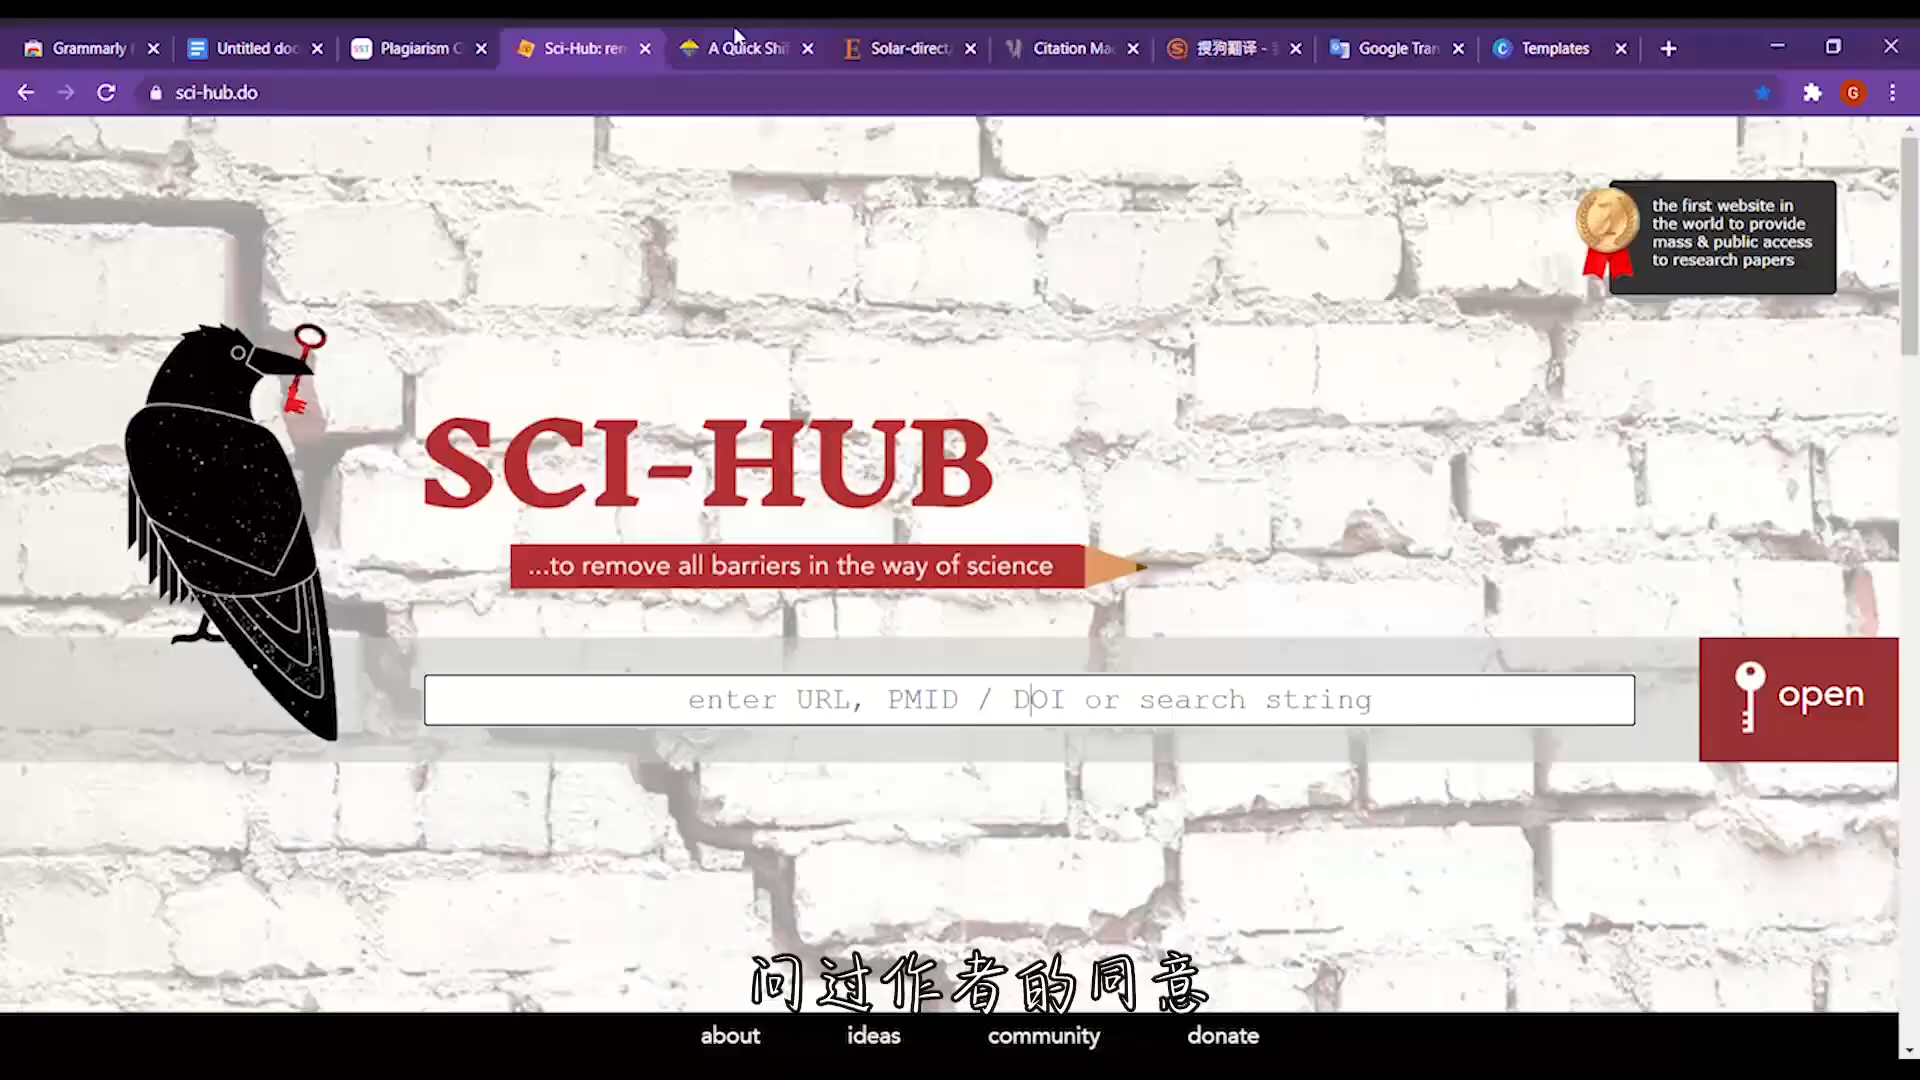 Grammarly
Untitled doc
Plagiarism C
Sci-Hub: rem
A Quick Shif
Solar-direct
Citation Mac
搜狗翻译 -
Google Tran
Templates
sci-hub.do
G
the first website in
the world to provide
mass & public access
to research papers
SCI-HUB
...to remove all barriers in the way of science
enter URL, PMID / DOI or search string
open
问过作者的同意
about
ideas
community
donate